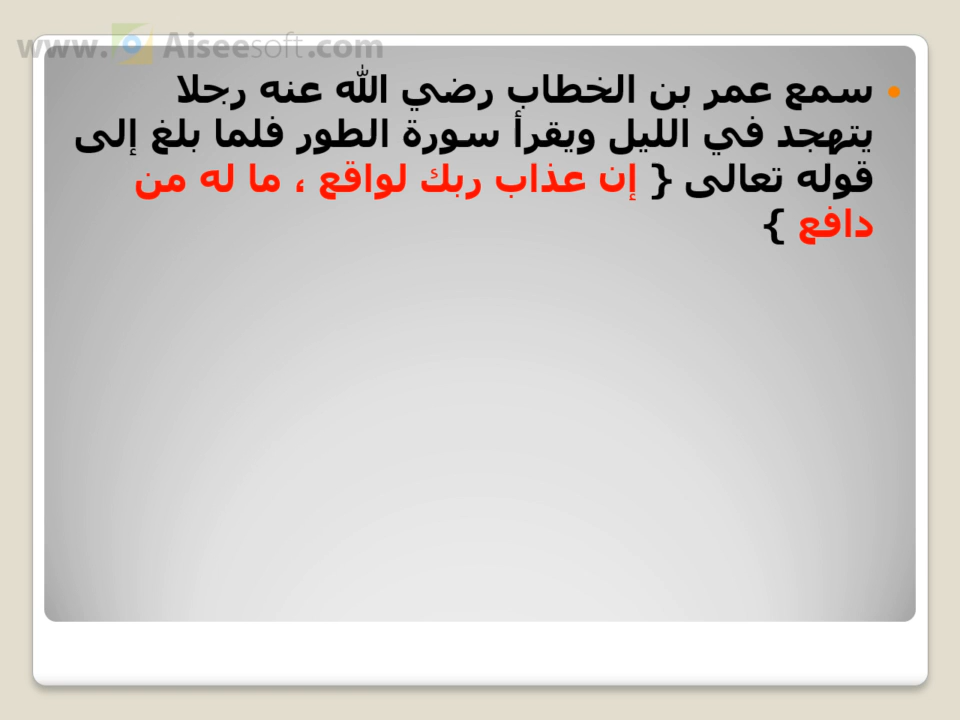 www.Aiseesoft.com
• سمع عمر بن الخطاب رضي الله عنه رجلا
يتهجد في الليل ويقرأ سورة الطور فلما بلغ إلى
قوله تعالى { إن عذاب ربك لواقع ، ما له من
دافع }